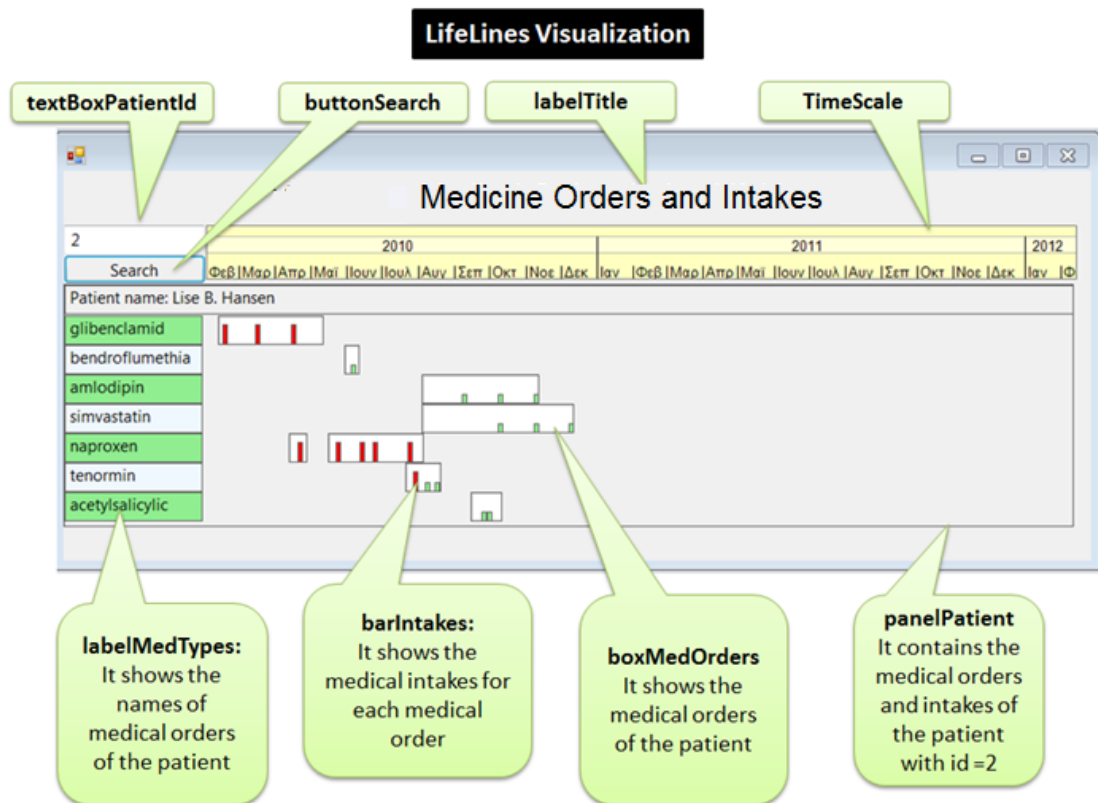 LifeLines Visualization
textBoxPatientId
buttonSearch
labelTitle
TimeScale
Medicine Orders and Intakes
2
2010
2011
2012
Search
Φεβ |Μαρ |Απρ |Μαϊ |Ιουν |Ιουλ |Αυγ |Σεπ |Οκτ |Νοε |Δεκ |Ιαν |Φεβ |Μαρ |Απρ |Μαϊ |Ιουν |Ιουλ |Αυγ |Σεπ |Οκτ |Νοε |Δεκ |Ιαν |Φ
Patient name: Lise B. Hansen
glibenclamid
bendroflumethia
amlodipin
simvastatin
naproxen
tenormin
acetylsalicylic
labelMedTypes:
It shows the
names of
medical orders
of the patient
barIntakes:
It shows the
medical intakes for
each medical
order
boxMedOrders
It shows the
medical orders
of the patient
panelPatient
It contains the
medical orders
and intakes of
the patient
with id =2